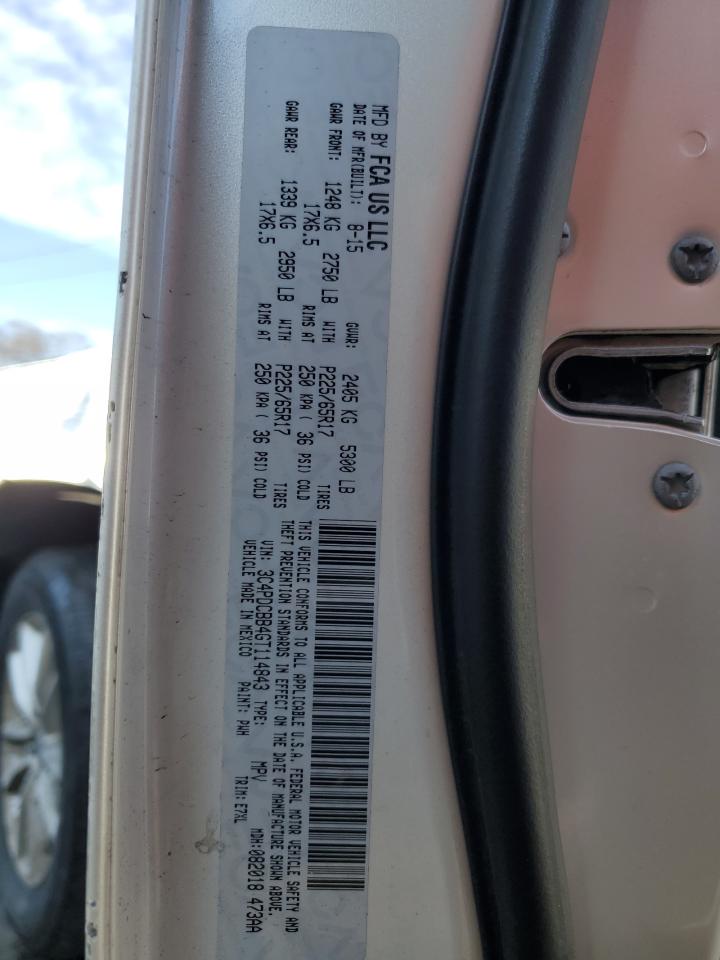 MFD BY FCA US LLC
DATE OF MFR(BUILT): 8-15 GVWR: 2405 KG 5300 LB
GAWR FRONT: 1248 KG 2750 LB WITH P225/65R17 TIRES
17X6.5 RIMS AT 250 KPA ( 36 PSI) COLD
GAWR REAR: 1339 KG 2950 LB WITH P225/65R17 TIRES
17X6.5 RIMS AT 250 KPA ( 36 PSI) COLD
THIS VEHICLE CONFORMS TO ALL APPLICABLE U.S.A. FEDERAL MOTOR VEHICLE SAFETY AND
THEFT PREVENTION STANDARDS IN EFFECT ON THE DATE OF MANUFACTURE SHOWN ABOVE.
VIN: 3C4PDCBB4GT114843 TYPE: MPV MDH:082018 473AA
VEHICLE MADE IN MEXICO PAINT: PWH TRIM: E7XL